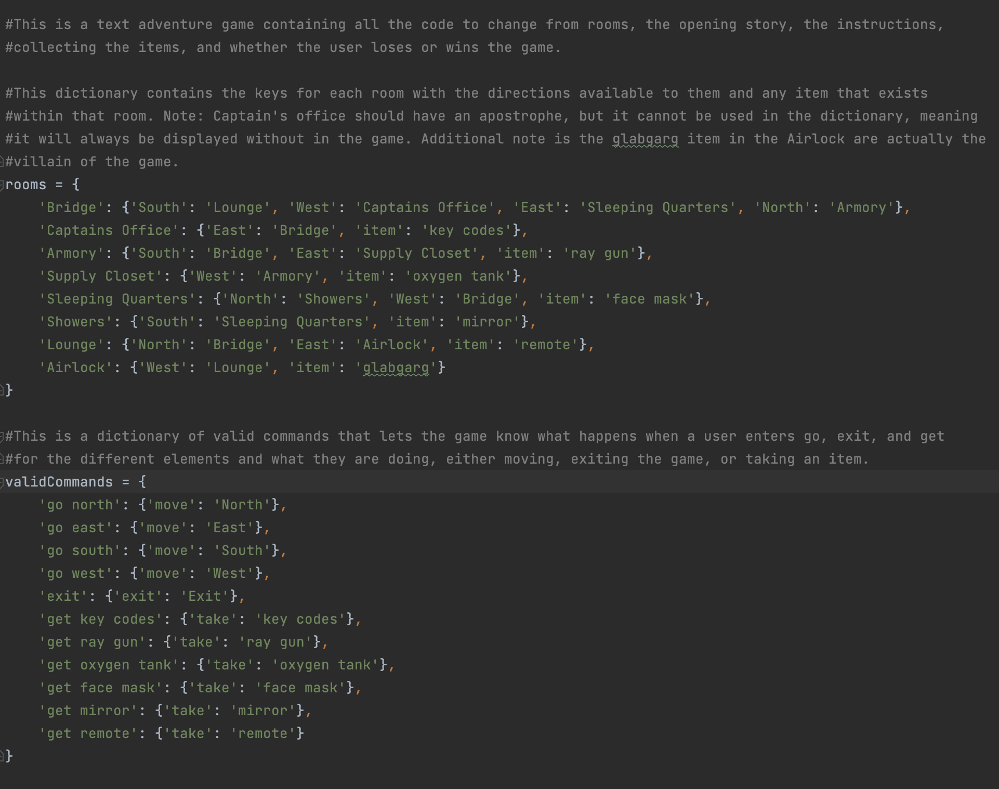 #This is a text adventure game containing all the code to change from rooms, the opening story, the instructions,
#collecting the items, and whether the user loses or wins the game.
#This dictionary contains the keys for each room with the directions available to them and any item that exists
#within that room. Note: Captain's office should have an apostrophe, but it cannot be used in the dictionary, meaning
#it will always be displayed without in the game. Additional note is the glabgarg item in the Airlock are actually the
#villain of the game.
rooms = {
    'Bridge': {'South': 'Lounge', 'West': 'Captains Office', 'East': 'Sleeping Quarters', 'North': 'Armory'},
    'Captains Office': {'East': 'Bridge', 'item': 'key codes'},
    'Armory': {'South': 'Bridge', 'East': 'Supply Closet', 'item': 'ray gun'},
    'Supply Closet': {'West': 'Armory', 'item': 'oxygen tank'},
    'Sleeping Quarters': {'North': 'Showers', 'West': 'Bridge', 'item': 'face mask'},
    'Showers': {'South': 'Sleeping Quarters', 'item': 'mirror'},
    'Lounge': {'North': 'Bridge', 'East': 'Airlock', 'item': 'remote'},
    'Airlock': {'West': 'Lounge', 'item': 'glabgarg'}
}
#This is a dictionary of valid commands that lets the game know what happens when a user enters go, exit, and get
#for the different elements and what they are doing, either moving, exiting the game, or taking an item.
validCommands = {
    'go north': {'move': 'North'},
    'go east': {'move': 'East'},
    'go south': {'move': 'South'},
    'go west': {'move': 'West'},
    'exit': {'exit': 'Exit'},
    'get key codes': {'take': 'key codes'},
    'get ray gun': {'take': 'ray gun'},
    'get oxygen tank': {'take': 'oxygen tank'},
    'get face mask': {'take': 'face mask'},
    'get mirror': {'take': 'mirror'},
    'get remote': {'take': 'remote'}
}